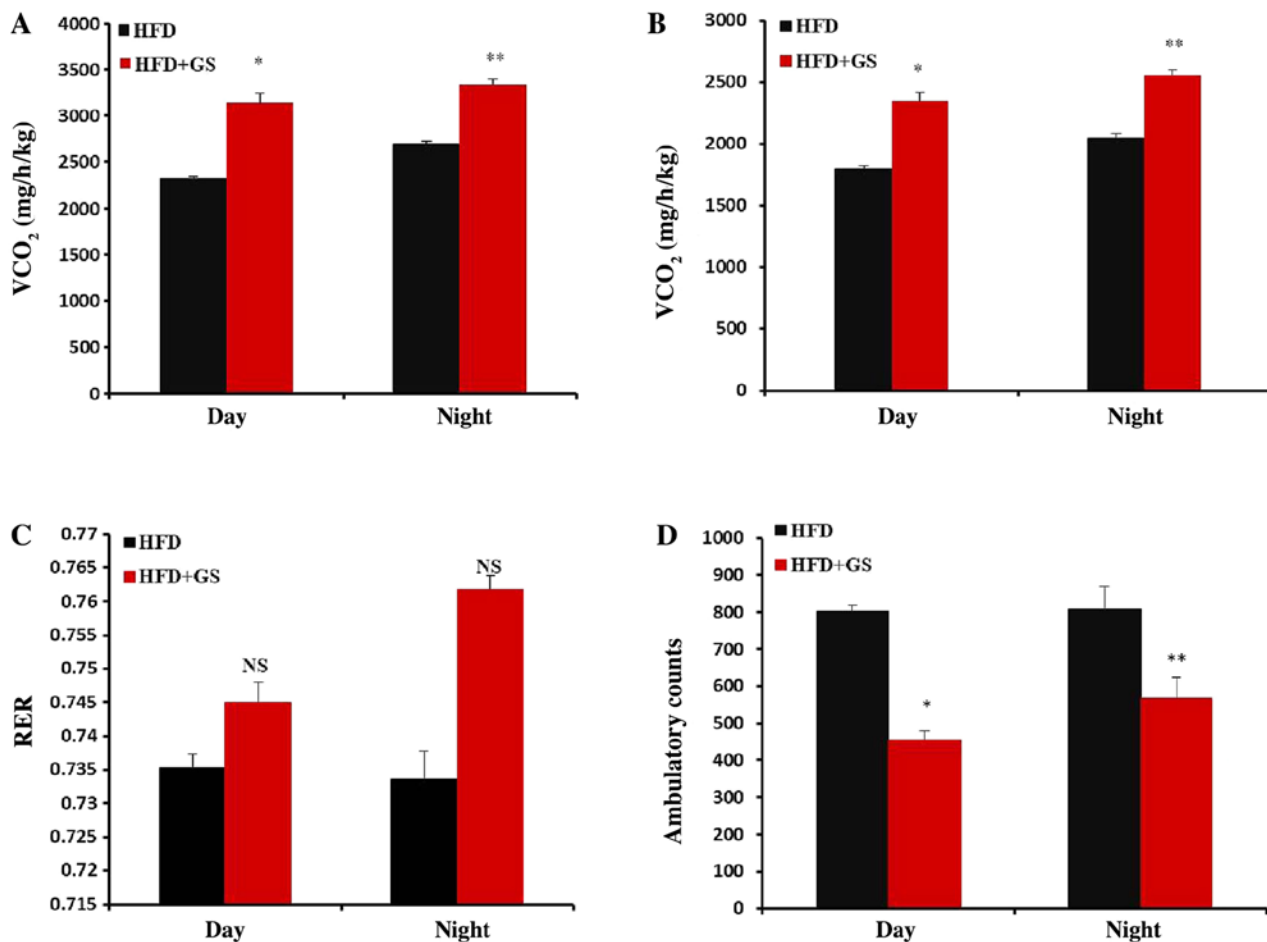 A
HFD
HFD+GS
4000
3500
3000
2500
2000
1500
1000
500
0
VCO₂ (mg/h/kg)
*
**
Day
Night
B
HFD
HFD+GS
3000
2500
2000
1500
1000
500
0
VCO₂ (mg/h/kg)
*
**
Day
Night
C
HFD
HFD+GS
0.77
0.765
0.76
0.755
0.75
0.745
0.74
0.735
0.73
0.725
0.72
0.715
RER
NS
NS
Day
Night
D
HFD
HFD+GS
1000
900
800
700
600
500
400
300
200
100
0
Ambulatory counts
*
**
Day
Night